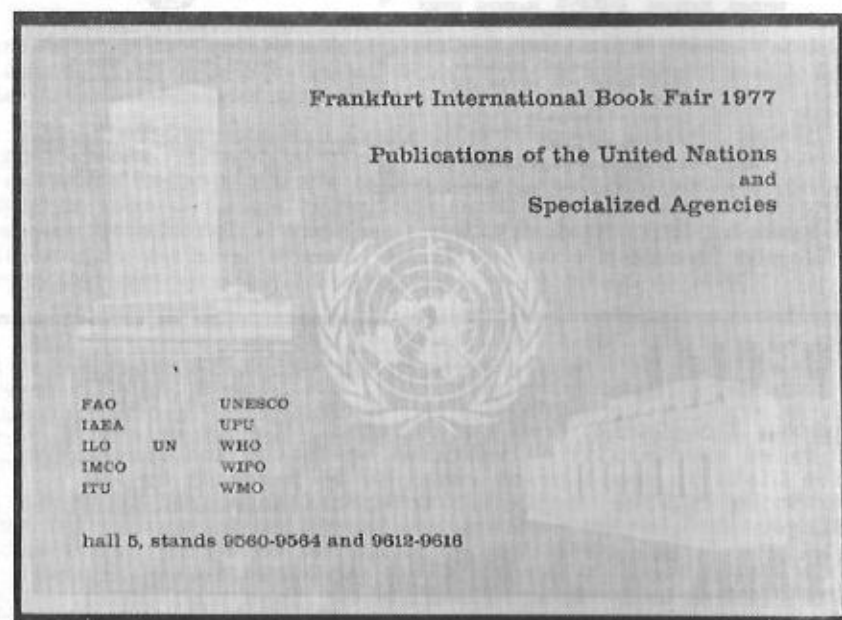 Frankfurt International Book Fair 1977
Publications of the United Nations
and
Specialized Agencies
FAO UNESCO
IAEA UPU
ILO UN WHO
IMCO WIPO
ITU WMO
hall 5, stands 9560-9564 and 9612-9616